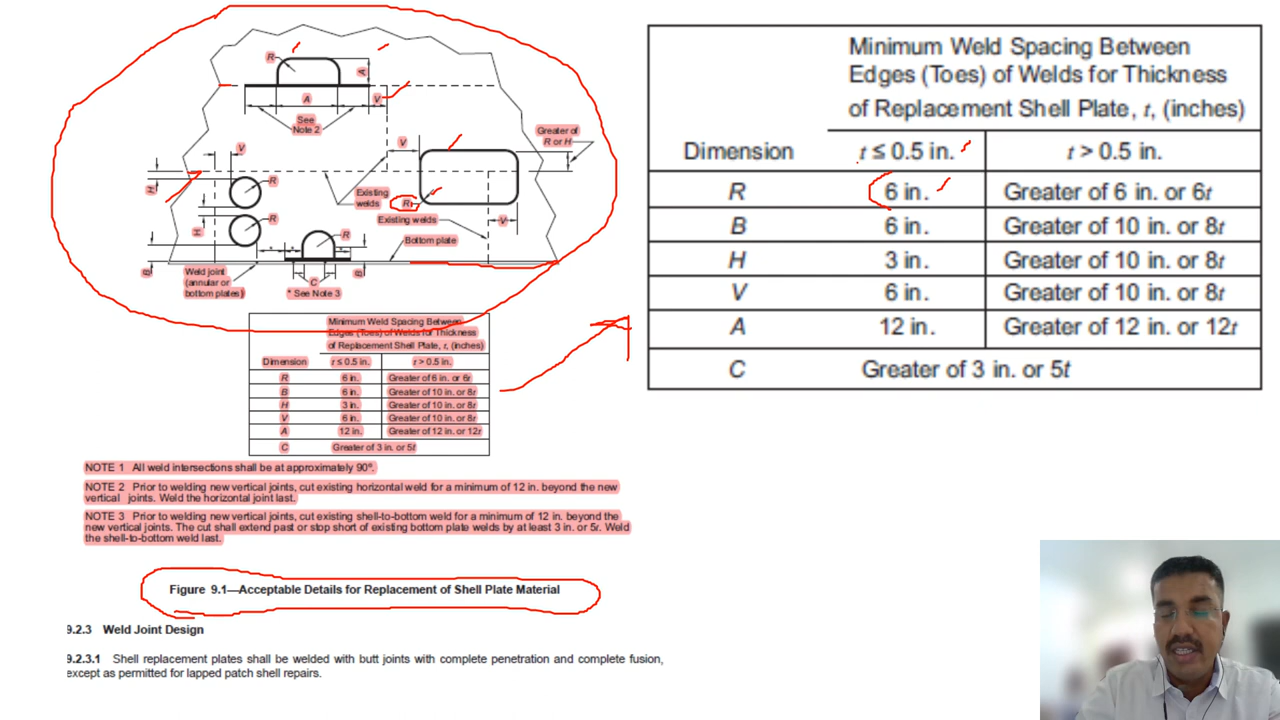 R
A
A
V
See
Note 2
Greater of
R or H
V
V
R
H
Existing
welds
R
Existing welds
V
H
R
R
Bottom plate
B
Weld joint
(annular or
bottom plates)
C
B
* See Note 3
Minimum Weld Spacing Between
Edges (Toes) of Welds for Thickness
of Replacement Shell Plate, t, (inches)
Dimension t ≤ 0.5 in. t > 0.5 in.
R 6 in. Greater of 6 in. or 6t
B 6 in. Greater of 10 in. or 8t
H 3 in. Greater of 10 in. or 8t
V 6 in. Greater of 10 in. or 8t
A 12 in. Greater of 12 in. or 12t
C Greater of 3 in. or 5t
NOTE 1 All weld intersections shall be at approximately 90°.
NOTE 2 Prior to welding new vertical joints, cut existing horizontal weld for a minimum of 12 in. beyond the new
vertical joints. Weld the horizontal joint last.
NOTE 3 Prior to welding new vertical joints, cut existing shell-to-bottom weld for a minimum of 12 in. beyond the
new vertical joints. The cut shall extend past or stop short of existing bottom plate welds by at least 3 in. or 5t. Weld
the shell-to-bottom weld last.
Figure 9.1—Acceptable Details for Replacement of Shell Plate Material
9.2.3 Weld Joint Design
9.2.3.1 Shell replacement plates shall be welded with butt joints with complete penetration and complete fusion,
except as permitted for lapped patch shell repairs.
Minimum Weld Spacing Between
Edges (Toes) of Welds for Thickness
of Replacement Shell Plate, t, (inches)
Dimension t ≤ 0.5 in. t > 0.5 in.
R 6 in. Greater of 6 in. or 6t
B 6 in. Greater of 10 in. or 8t
H 3 in. Greater of 10 in. or 8t
V 6 in. Greater of 10 in. or 8t
A 12 in. Greater of 12 in. or 12t
C Greater of 3 in. or 5t